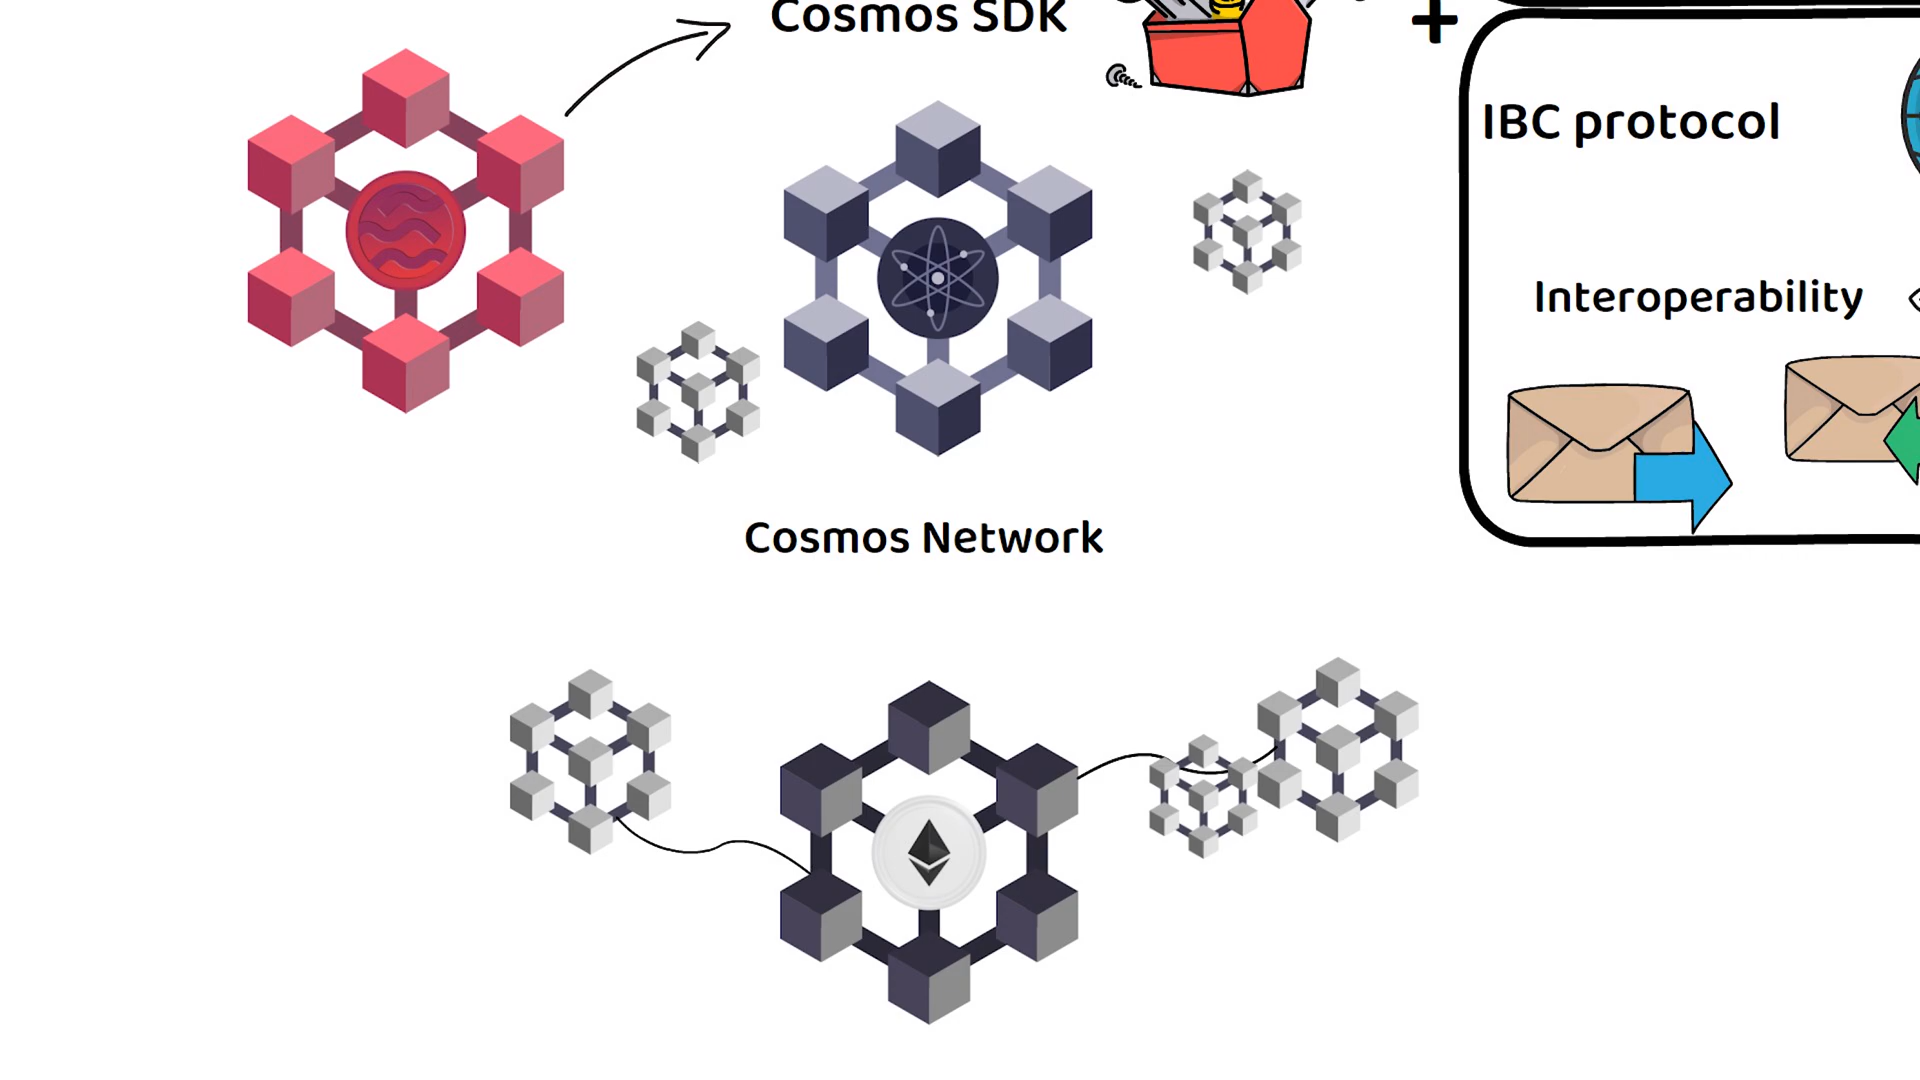 Cosmos SDK
+
IBC protocol
Interoperability
Cosmos Network